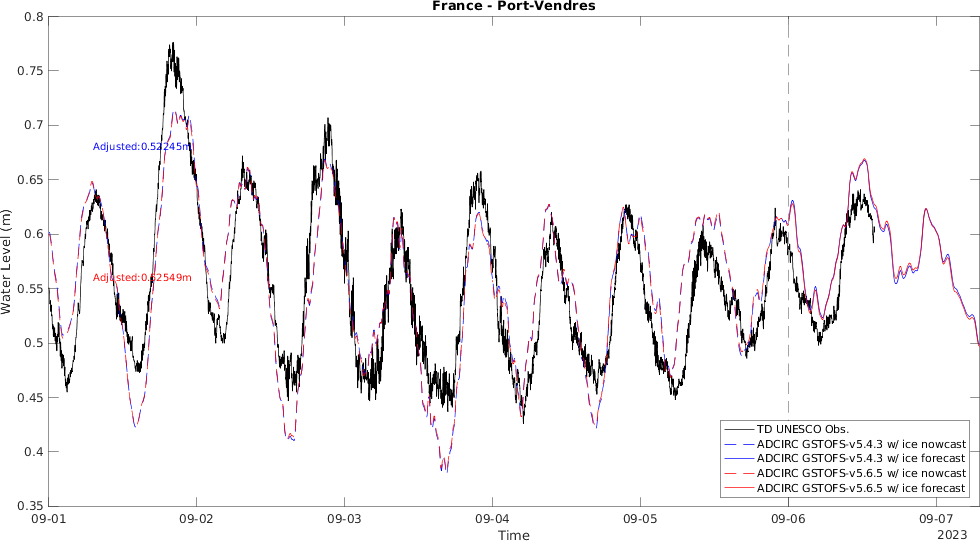 France - Port-Vendres
0.8
0.75
0.7
0.65
0.6
0.55
0.5
0.45
0.4
0.35
Water Level (m)
Adjusted:0.52245m
Adjusted:0.52549m
TD UNESCO Obs.
ADCIRC GSTOFS-v5.4.3 w/ ice nowcast
ADCIRC GSTOFS-v5.4.3 w/ ice forecast
ADCIRC GSTOFS-v5.6.5 w/ ice nowcast
ADCIRC GSTOFS-v5.6.5 w/ ice forecast
09-01 09-02 09-03 09-04 09-05 09-06 09-07
Time
2023